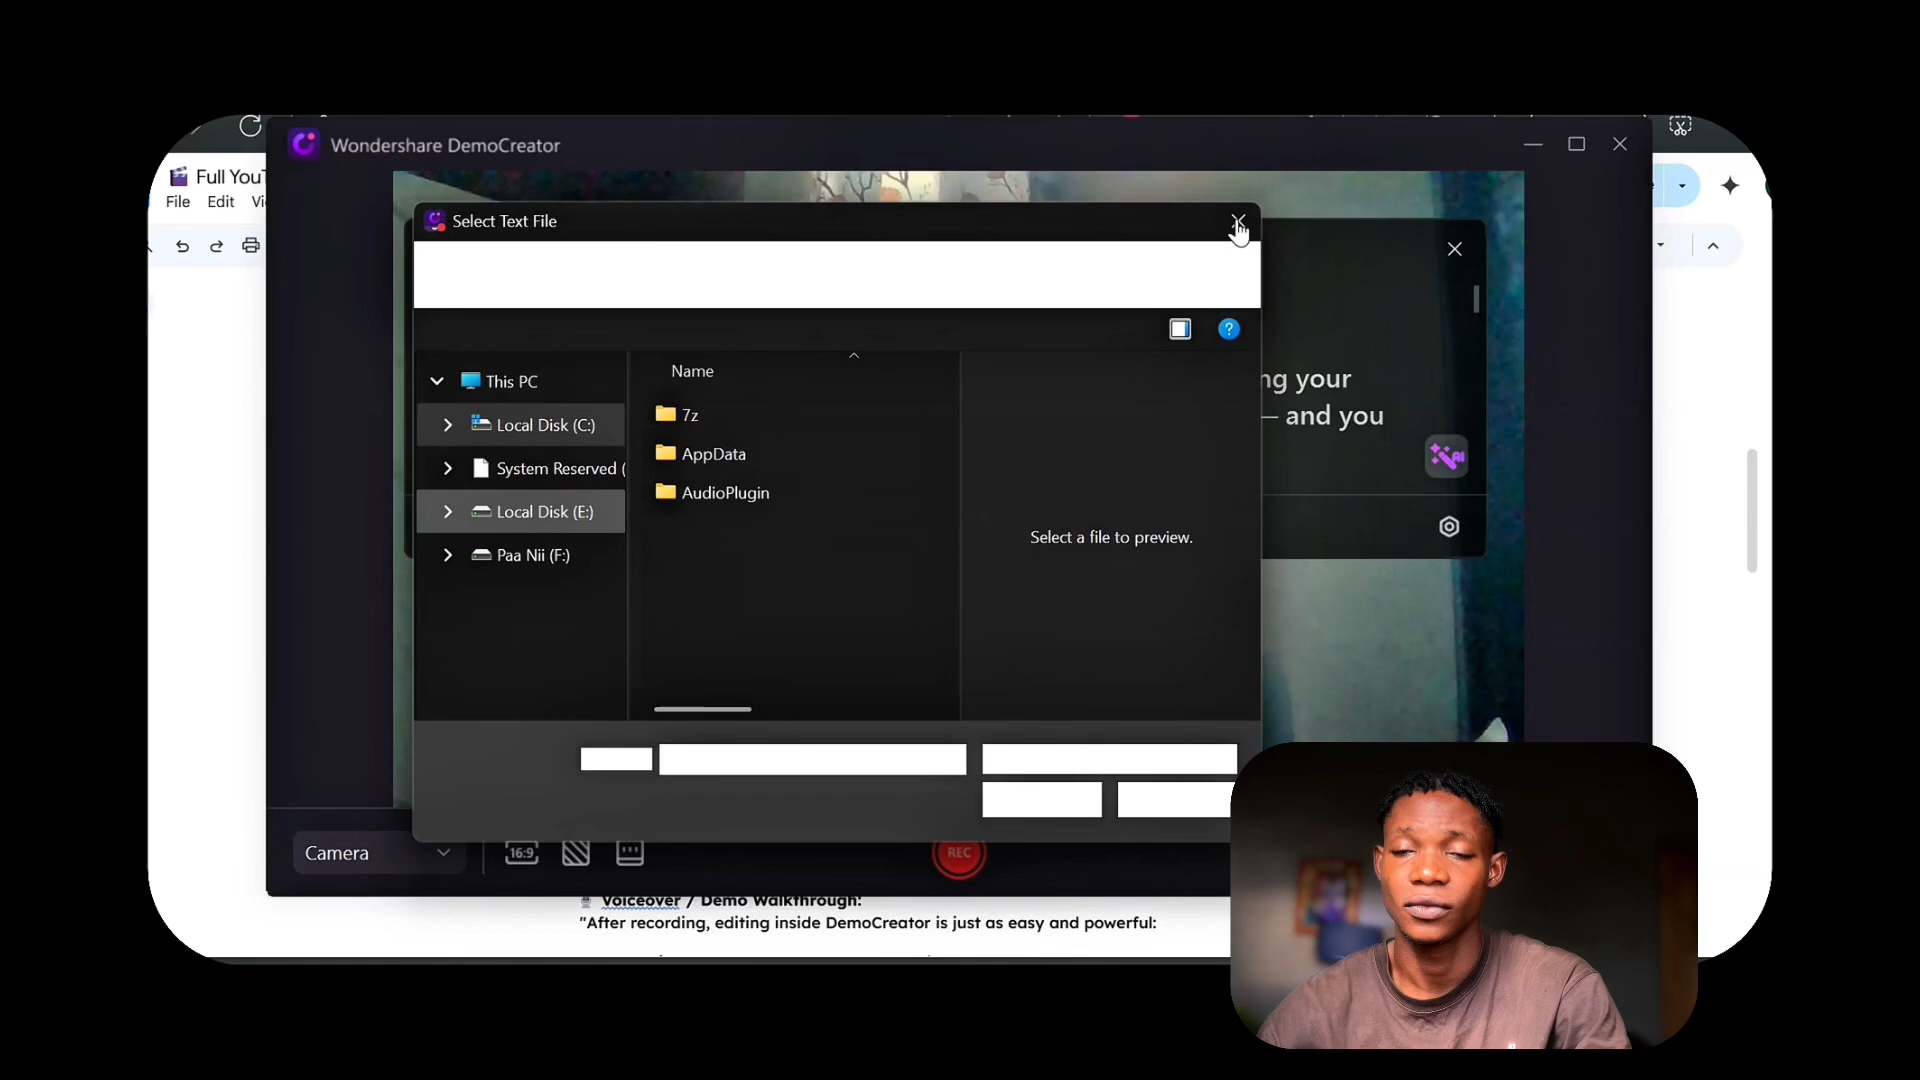 Wondershare DemoCreator
Full YouT
File Edit Vi
Select Text File
Name
This PC
Local Disk (C:)
System Reserved (
Local Disk (E:)
Paa Nii (F:)
7z
AppData
AudioPlugin
Select a file to preview.
ng your
— and you
AI
Camera
16:9
REC
Voiceover / Demo Walkthrough:
"After recording, editing inside DemoCreator is just as easy and powerful: